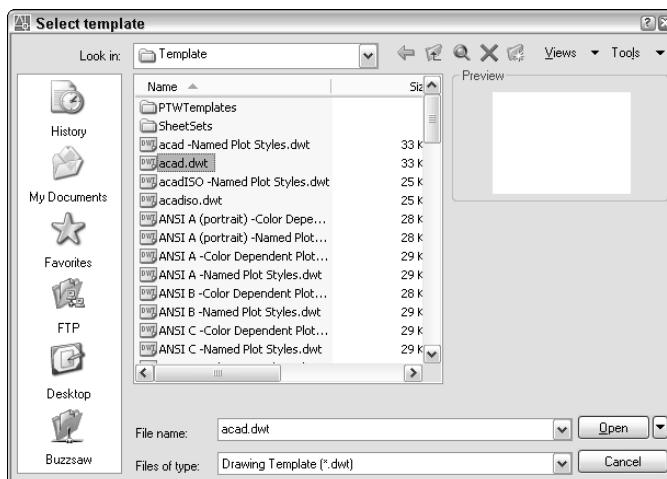 Select template
Look in: Template Views Tools
Name Siz
PTWTemplates
SheetSets
acad -Named Plot Styles.dwt 33 K
acad.dwt 33 K
acadISO -Named Plot Styles.dwt 25 K
acadiso.dwt 25 K
ANSI A (portrait) -Color Depe... 28 K
ANSI A (portrait) -Named Plot... 28 K
ANSI A -Color Dependent Plot... 29 K
ANSI A -Named Plot Styles.dwt 29 K
ANSI B -Color Dependent Plot... 28 K
ANSI B -Named Plot Styles.dwt 29 K
ANSI C -Color Dependent Plot... 29 K
ANSI C -Named Plot Styles.dwt 29 K
Preview
History
My Documents
Favorites
FTP
Desktop
Buzzsaw
File name: acad.dwt Open
Files of type: Drawing Template (*.dwt) Cancel